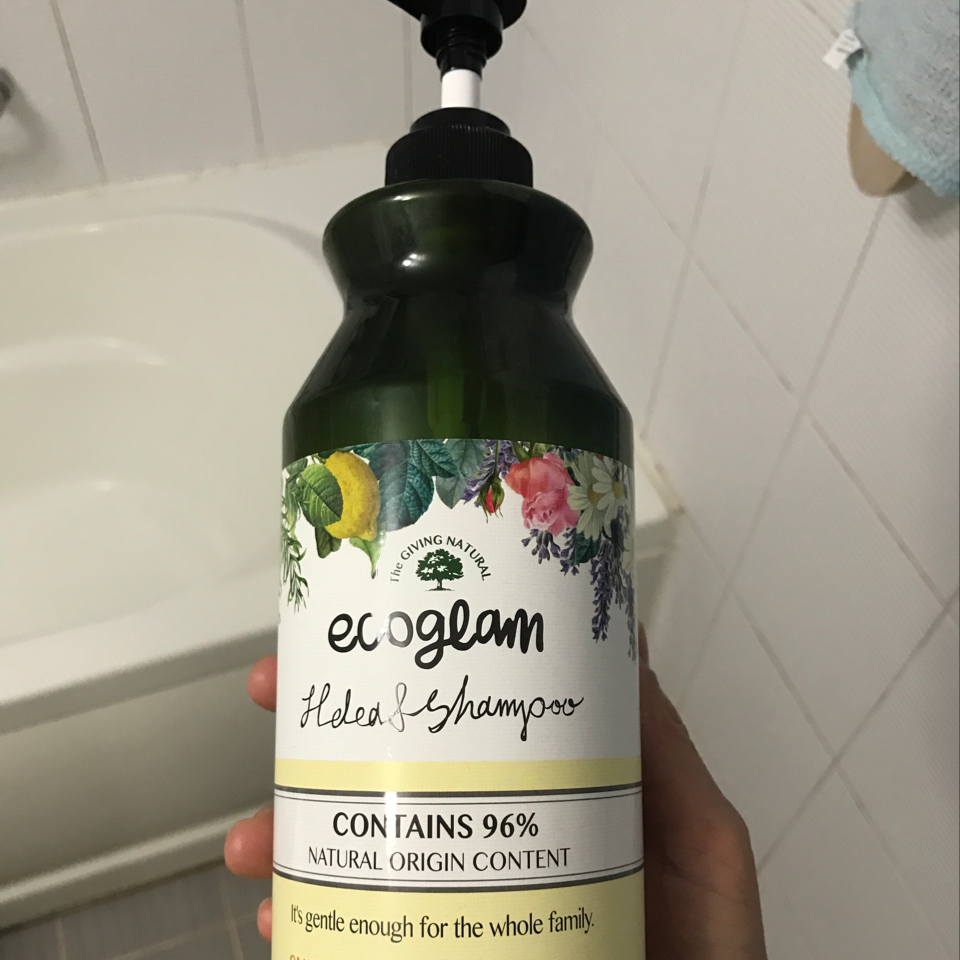 The GIVING NATURAL
ecoglam
Helea & Shampoo
CONTAINS 96%
NATURAL ORIGIN CONTENT
It's gentle enough for the whole family.